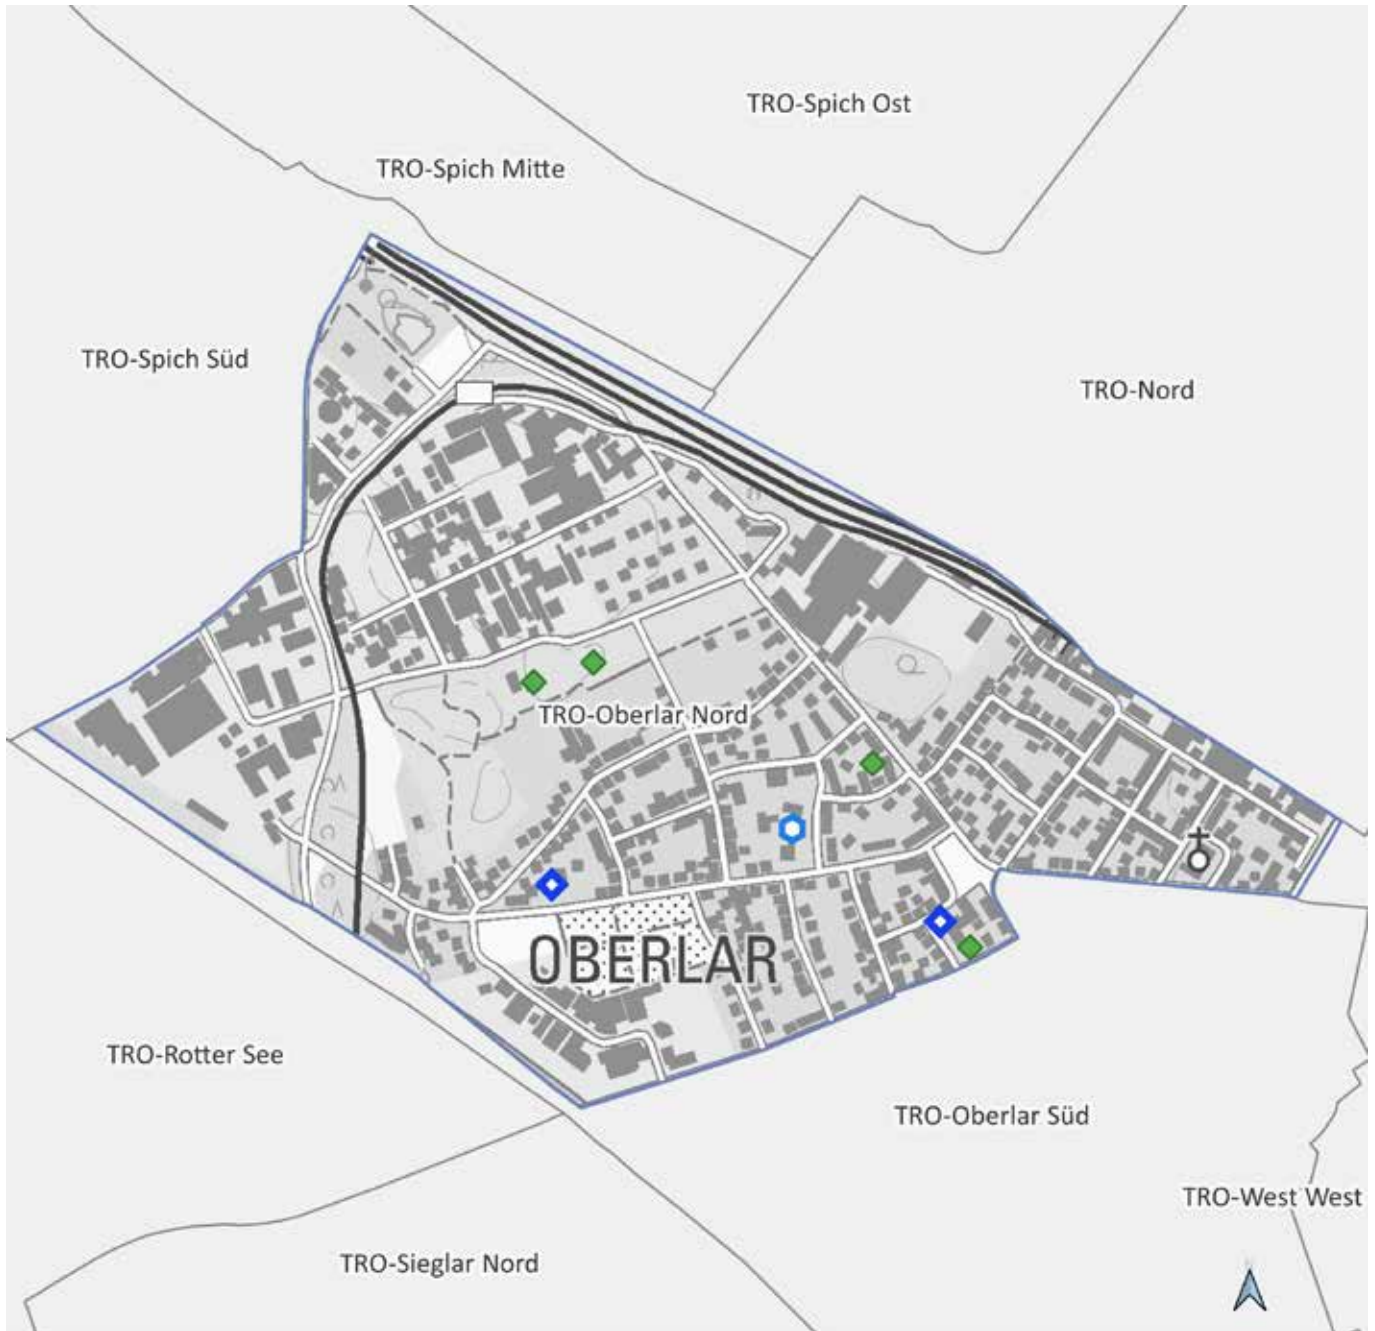 TRO-Spich Ost
TRO-Spich Mitte
TRO-Spich Süd
TRO-Nord
TRO-Oberlar Nord
OBERLAR
TRO-Rotter See
TRO-Oberlar Süd
TRO-West West
TRO-Sieglar Nord